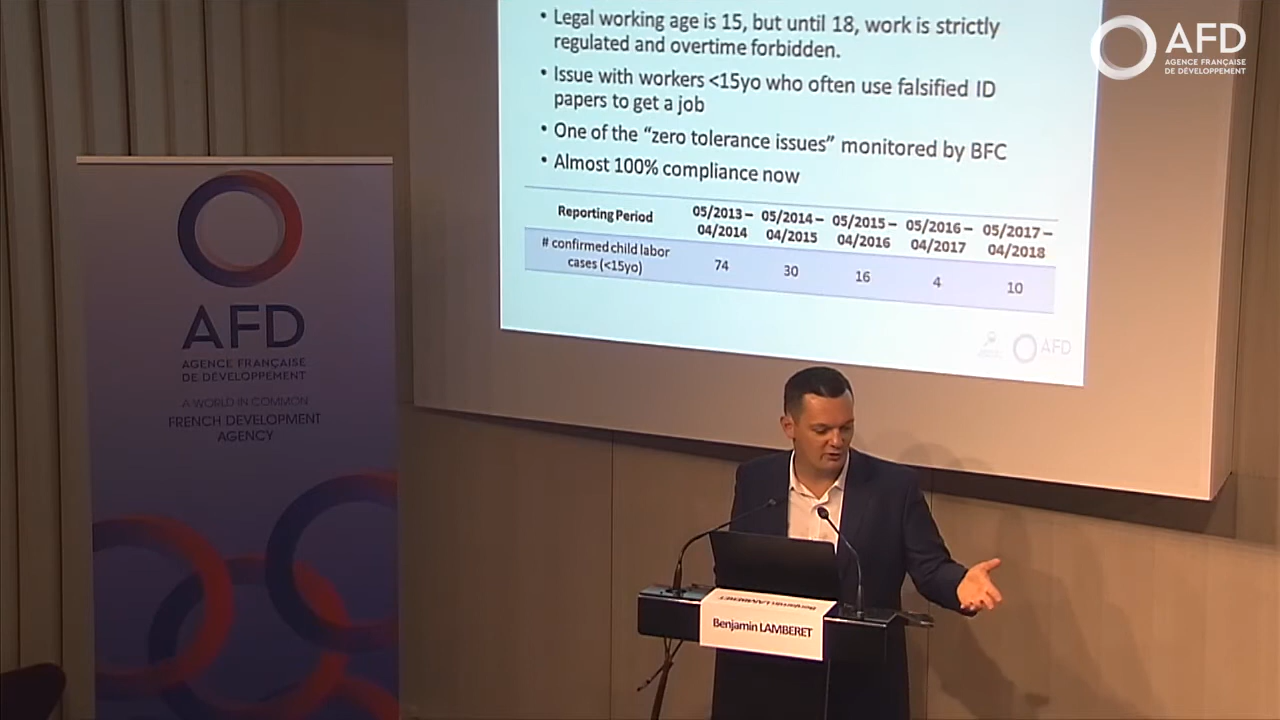 • Legal working age is 15, but until 18, work is strictly
regulated and overtime forbidden.
• Issue with workers <15yo who often use falsified ID
papers to get a job
• One of the “zero tolerance issues” monitored by BFC
• Almost 100% compliance now
Reporting Period
05/2013 – 05/2014 – 05/2015 – 05/2016 – 05/2017 –
04/2014 04/2015 04/2016 04/2017 04/2018
# confirmed child labor
cases (<15yo)
74 30 16 4 10
AFD
AFD
AGENCE FRANÇAISE
DE DÉVELOPPEMENT
AFD
AGENCE FRANÇAISE
DE DÉVELOPPEMENT
A WORLD IN COMMON
FRENCH DEVELOPMENT
AGENCY
Benjamin LAMBERET
Benjamin LAMBERET